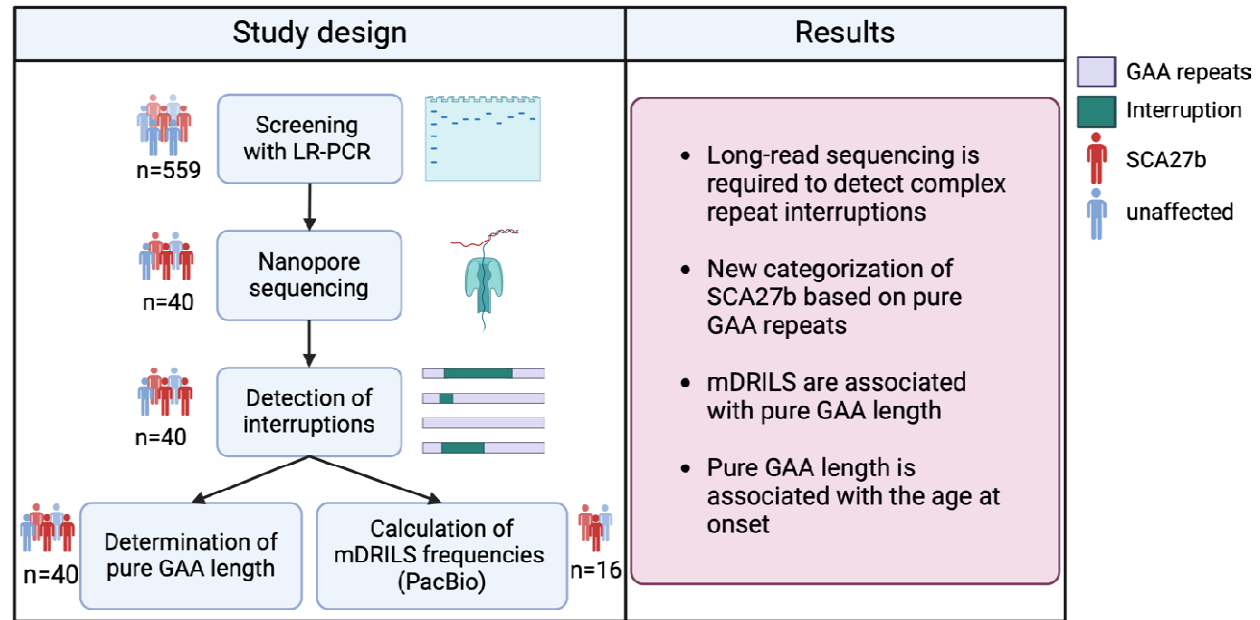 Study design
Results
Screening
with LR-PCR
n=559
Nanopore
sequencing
n=40
Detection of
interruptions
n=40
Determination of
pure GAA length
n=40
Calculation of
mDRILS frequencies
(PacBio)
n=16
• Long-read sequencing is
required to detect complex
repeat interruptions
• New categorization of
SCA27b based on pure
GAA repeats
• mDRILS are associated
with pure GAA length
• Pure GAA length is
associated with the age at
onset
GAA repeats
Interruption
SCA27b
unaffected